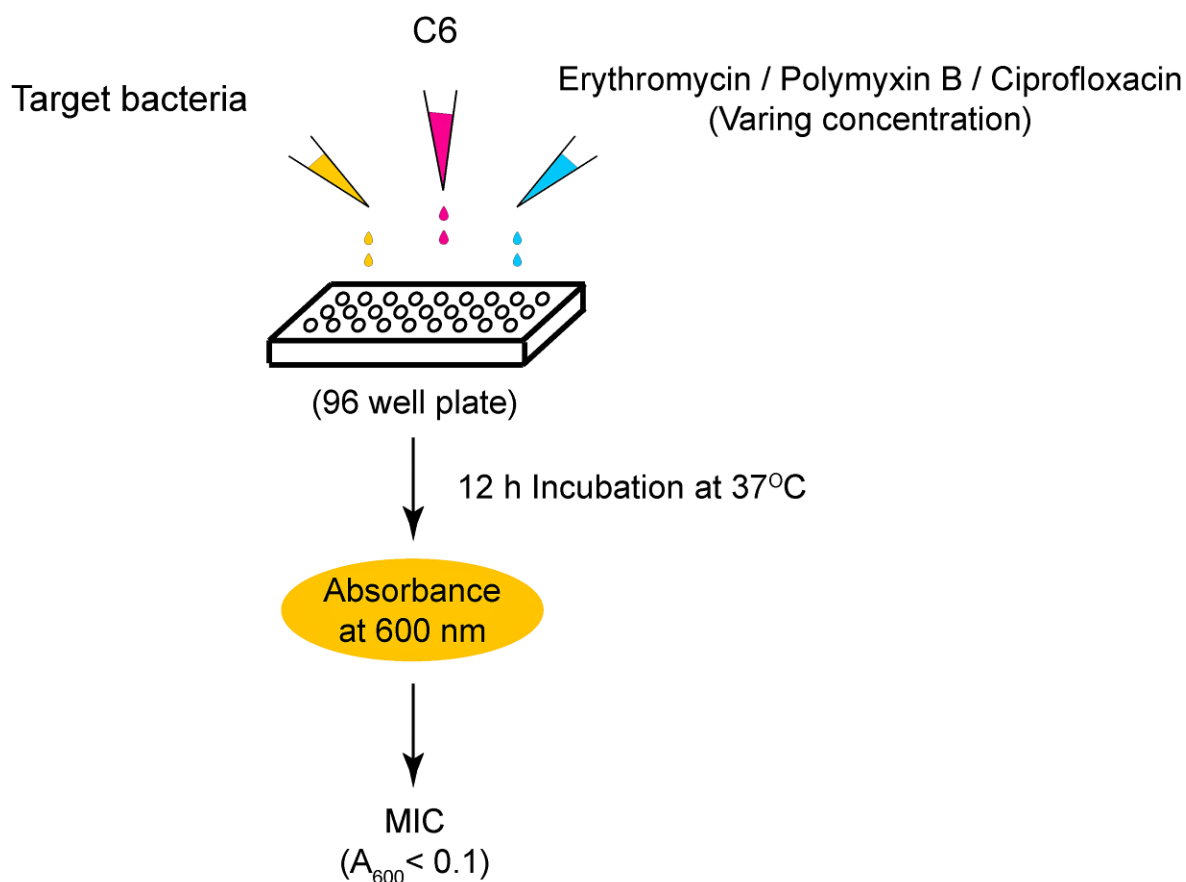 C6
Target bacteria
Erythromycin / Polymyxin B / Ciprofloxacin
(Varing concentration)
(96 well plate)
12 h Incubation at 37ᴼC
Absorbance
at 600 nm
MIC
(A₆₀₀< 0.1)